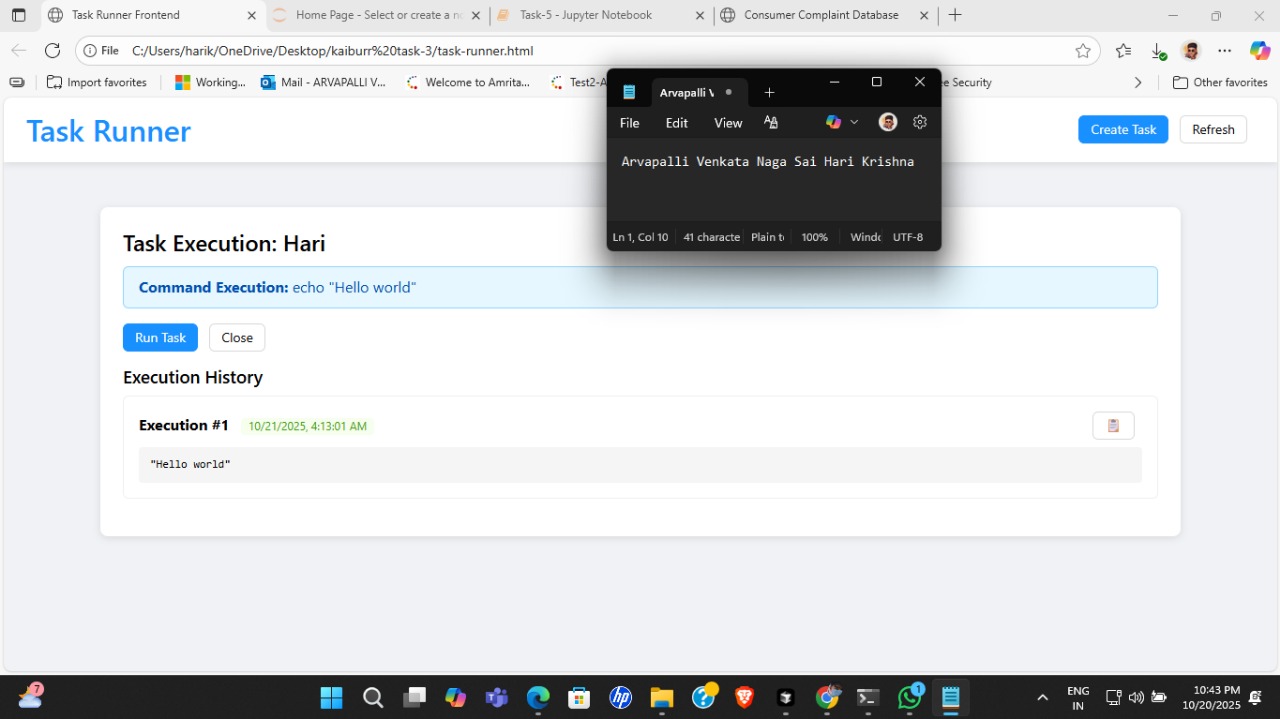 Task Runner Frontend
Home Page - Select or create a n
Task-5 - Jupyter Notebook
Consumer Complaint Database
File
C:/Users/harik/OneDrive/Desktop/kaiburr%20task-3/task-runner.html
Import favorites
Working...
Mail - ARVAPALLI V...
Welcome to Amrita...
Test2-A
e Security
Other favorites
Arvapalli V
File Edit View
Arvapalli Venkata Naga Sai Hari Krishna
Ln 1, Col 10
41 characte
Plain t
100%
Windo
UTF-8
Task Runner
Create Task
Refresh
Task Execution: Hari
Command Execution: echo "Hello world"
Run Task
Close
Execution History
Execution #1 10/21/2025, 4:13:01 AM
"Hello world"
7
1
ENG
IN
10:43 PM
10/20/2025